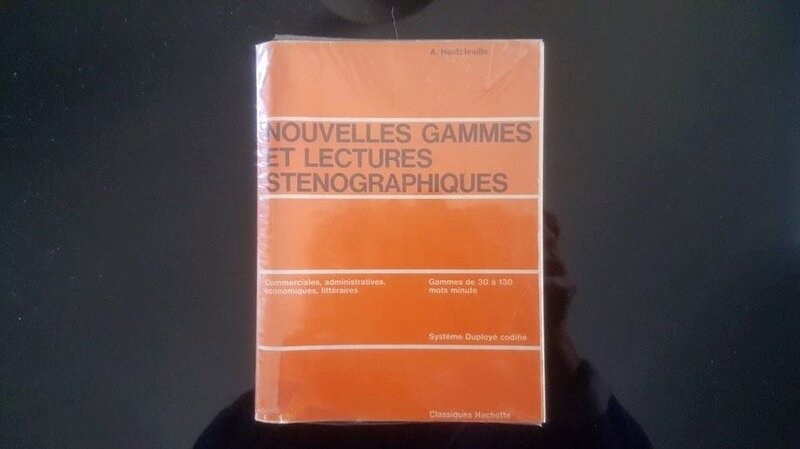 A. Hautefeuille
NOUVELLES GAMMES
ET LECTURES
STENOGRAPHIQUES
Commerciales, administratives,
économiques, littéraires
Gammes de 30 à 130
mots minute
Système Duployé codifié
Classiques Hachette